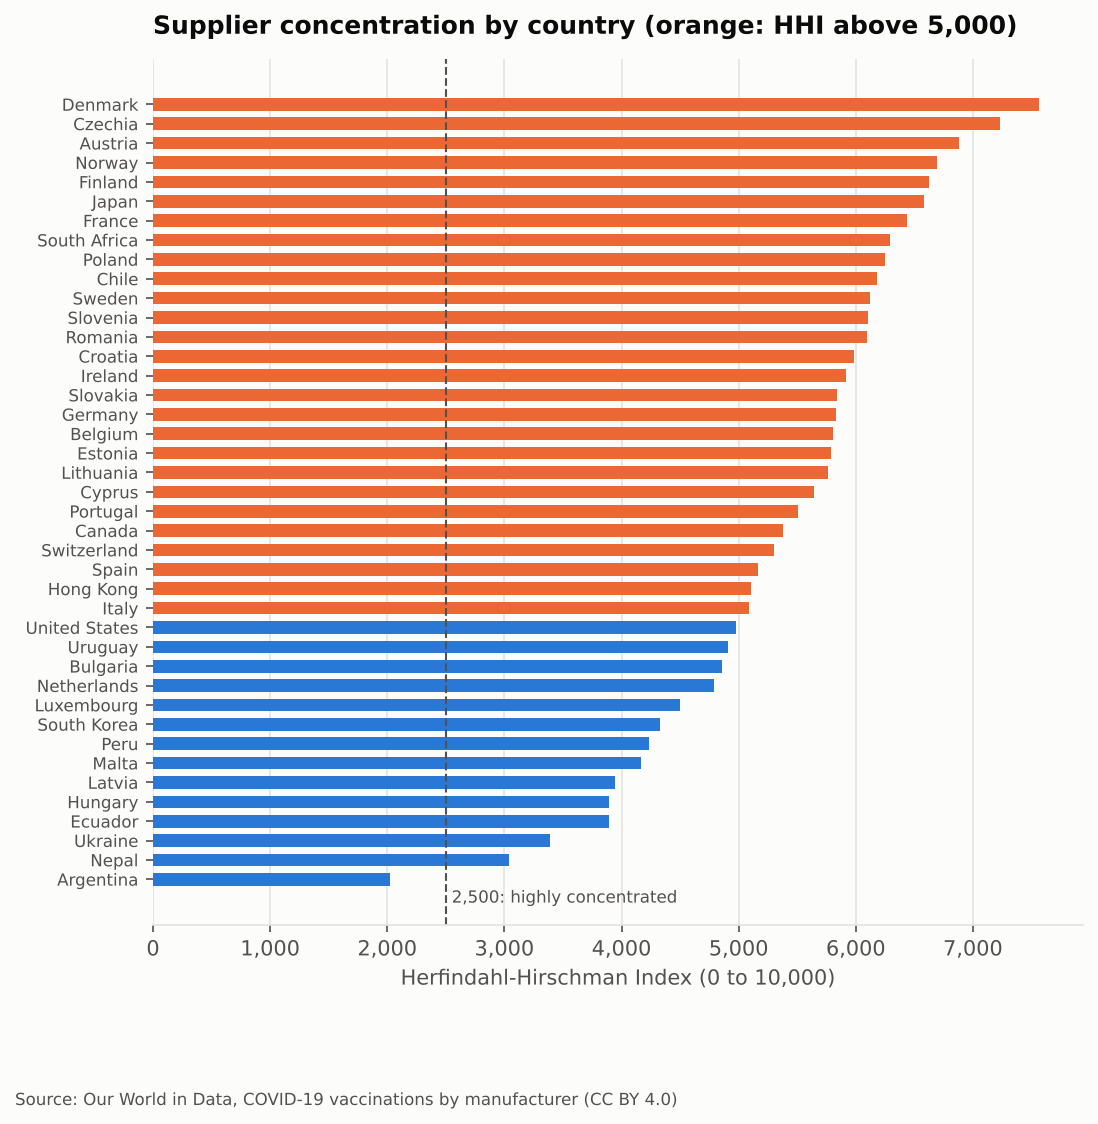 Supplier concentration by country (orange: HHI above 5,000)
Denmark
Czechia
Austria
Norway
Finland
Japan
France
South Africa
Poland
Chile
Sweden
Slovenia
Romania
Croatia
Ireland
Slovakia
Germany
Belgium
Estonia
Lithuania
Cyprus
Portugal
Canada
Switzerland
Spain
Hong Kong
Italy
United States
Uruguay
Bulgaria
Netherlands
Luxembourg
South Korea
Peru
Malta
Latvia
Hungary
Ecuador
Ukraine
Nepal
Argentina
2,500: highly concentrated
0 1,000 2,000 3,000 4,000 5,000 6,000 7,000
Herfindahl-Hirschman Index (0 to 10,000)
Source: Our World in Data, COVID-19 vaccinations by manufacturer (CC BY 4.0)